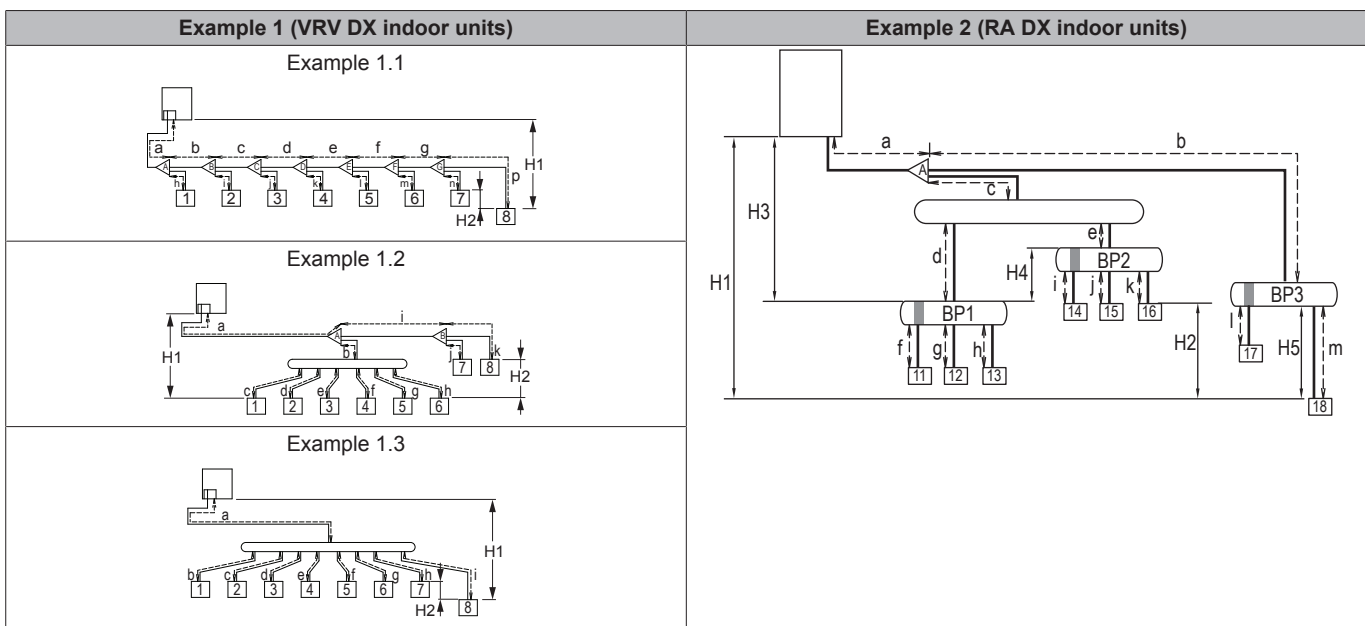 Example 1 (VRV DX indoor units)
Example 2 (RA DX indoor units)
Example 1.1
a b c d e f g
A B C D E F G
H1
p
h i j k l m n
1 2 3 4 5 6 7
H2
8
Example 1.2
a
i
A B
H1
b
j
k
7 8
H2
c d e f g h
1 2 3 4 5 6
Example 1.3
a
H1
b c d e f g h i
1 2 3 4 5 6 7
H2
8
a
b
A
c
H3
d
e
H1
H4
BP2
BP1
BP3
i j k
14 15 16
f g h
l
H2
H5
m
11 12 13
17
18